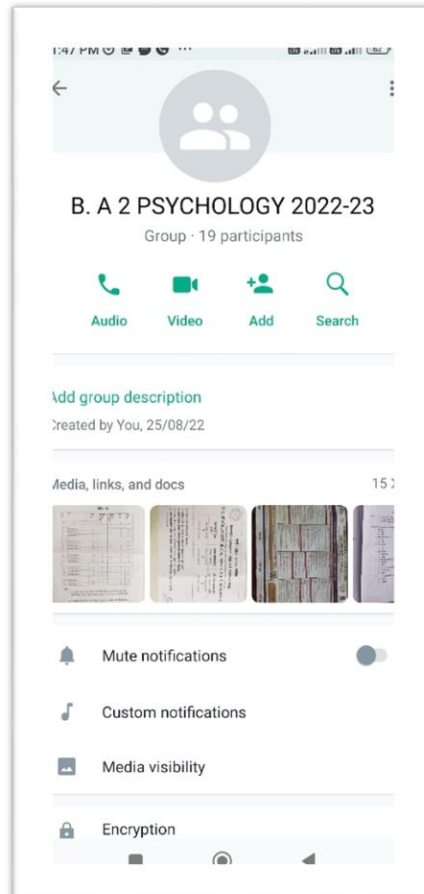 1:47 PM
B. A 2 PSYCHOLOGY 2022-23
Group · 19 participants
Audio Video Add Search
Add group description
Created by You, 25/08/22
Media, links, and docs 15
Mute notifications
Custom notifications
Media visibility
Encryption